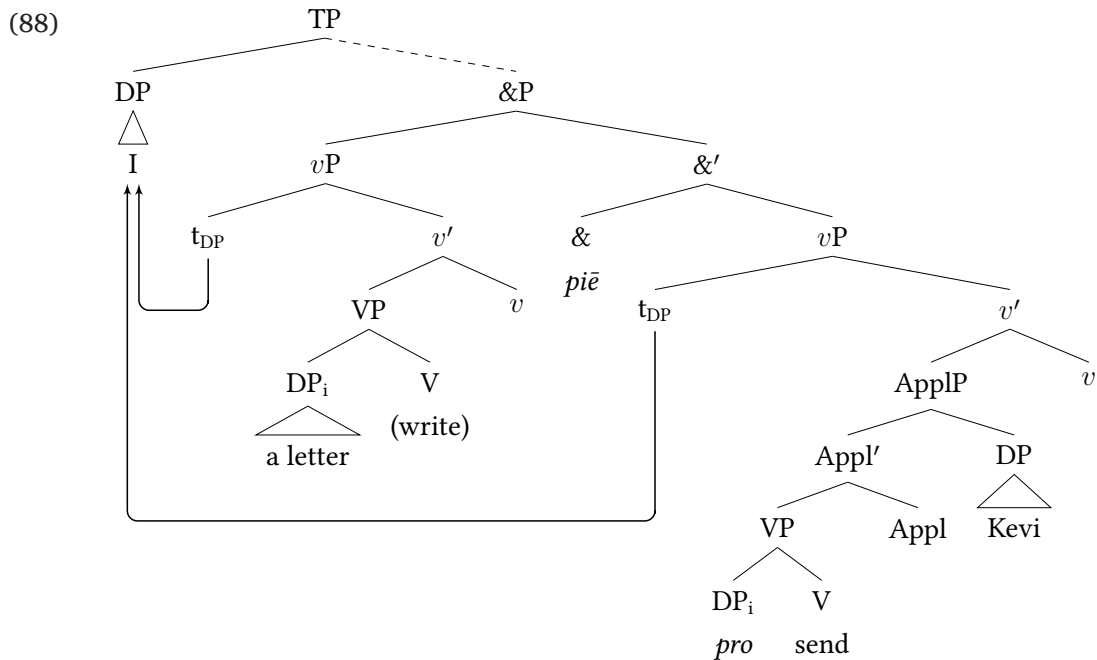 (88)
TP
DP &P
I vP &′
t_DP v′ & vP
piē
VP v t_DP v′
DP_i V ApplP v
a letter (write)
Appl′ DP
VP Appl Kevi
DP_i V
pro send